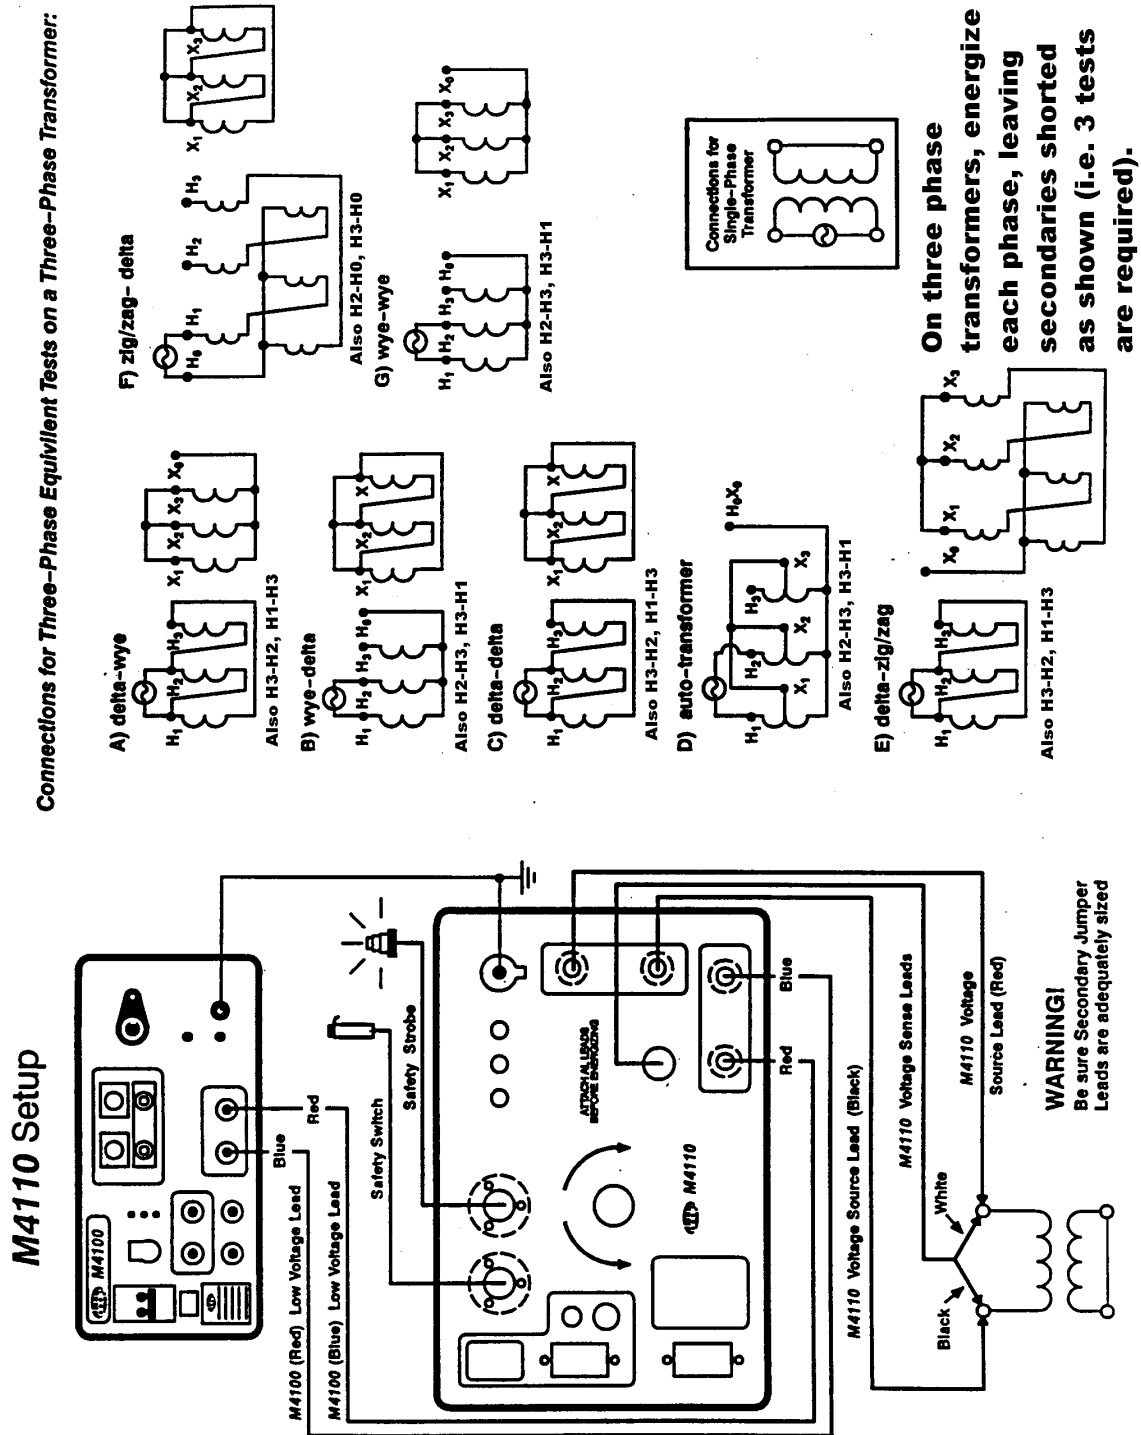 M4110 Setup
M4100
Blue
Red
M4100 (Red) Low Voltage Lead
M4100 (Blue) Low Voltage Lead
Safety Switch
Safety Strobe
ATTACH ALL LEADS
BEFORE ENERGIZING
M4110
Red
Blue
M4110 Voltage Source Lead (Black)
M4110 Voltage Sense Leads
M4110 Voltage
Source Lead (Red)
Black
White
WARNING!
Be sure Secondary Jumper
Leads are adequately sized
Connections for Three-Phase Equivilent Tests on a Three-Phase Transformer:
A) delta-wye
H1 H2 H3 X1 X2 X3 X0
Also H3-H2, H1-H3
B) wye-delta
H1 H2 H3 H0 X1 X2 X
Also H2-H3, H3-H1
C) delta-delta
H1 H2 H3 X1 X2 X
Also H3-H2, H1-H3
D) auto-transformer
H1 H2 H3 H0X0
X1 X2 X3
Also H2-H3, H3-H1
E) delta-zig/zag
H1 H2 H3 X0 X1 X2 X3
Also H3-H2, H1-H3
F) zig/zag- delta
H0 H1 H2 H3 X1 X2 X3
Also H2-H0, H3-H0
G) wye-wye
H1 H2 H3 H0 X1 X2 X3 X0
Also H2-H3, H3-H1
Connections for
Single-Phase
Transformer
On three phase
transformers, energize
each phase, leaving
secondaries shorted
as shown (i.e. 3 tests
are required).